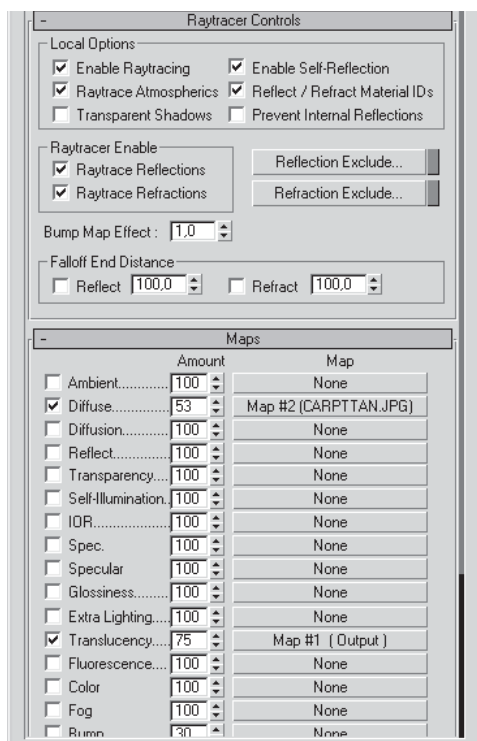 - Raytracer Controls
Local Options
Enable Raytracing Enable Self-Reflection
Raytrace Atmospherics Reflect / Refract Material IDs
Transparent Shadows Prevent Internal Reflections
Raytracer Enable
Raytrace Reflections Reflection Exclude...
Raytrace Refractions Refraction Exclude...
Bump Map Effect : 1,0
Falloff End Distance
Reflect 100,0 Refract 100,0
- Maps
Amount Map
Ambient............. 100 None
Diffuse.............. 53 Map #2 (CARPTTAN.JPG)
Diffusion........... 100 None
Reflect.............. 100 None
Transparency.... 100 None
Self-Illumination.. 100 None
IOR................... 100 None
Spec. 100 None
Specular 100 None
Glossiness......... 100 None
Extra Lighting..... 100 None
Translucency..... 75 Map #1 ( Output )
Fluorescence.... 100 None
Color 100 None
Fog 100 None
Bump 30 None